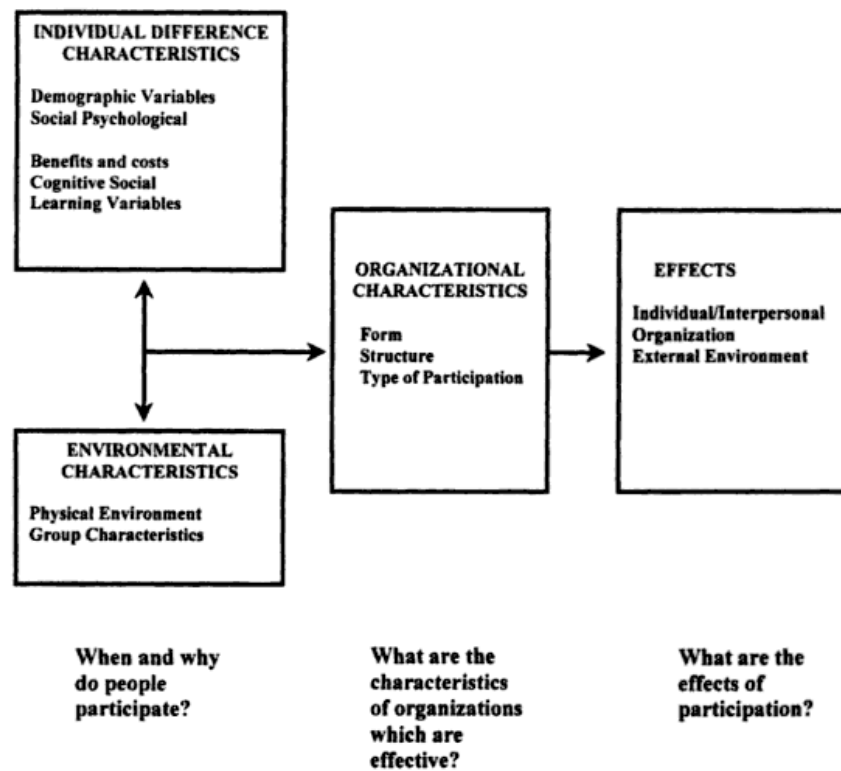 INDIVIDUAL DIFFERENCE
CHARACTERISTICS
Demographic Variables
Social Psychological
Benefits and costs
Cognitive Social
Learning Variables
ENVIRONMENTAL
CHARACTERISTICS
Physical Environment
Group Characteristics
ORGANIZATIONAL
CHARACTERISTICS
Form
Structure
Type of Participation
EFFECTS
Individual/Interpersonal
Organization
External Environment
When and why
do people
participate?
What are the
characteristics
of organizations
which are
effective?
What are the
effects of
participation?